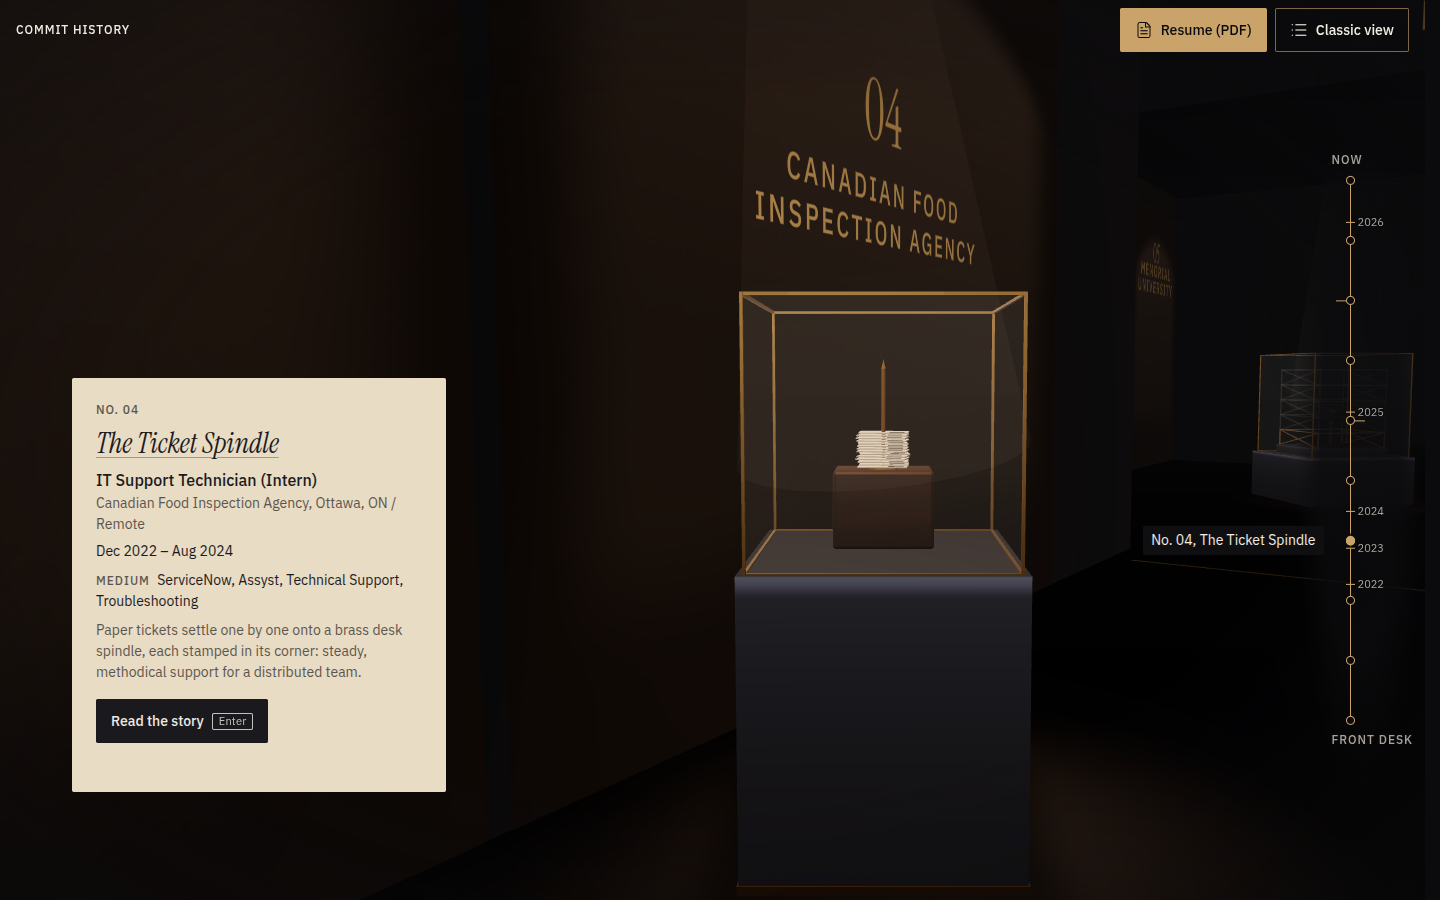 COMMIT HISTORY
Resume (PDF)
Classic view
04
CANADIAN FOOD
INSPECTION AGENCY
05
MEMORIAL
UNIVERSITY
NOW
2026
2025
2024
2023
2022
FRONT DESK
No. 04, The Ticket Spindle
NO. 04
The Ticket Spindle
IT Support Technician (Intern)
Canadian Food Inspection Agency, Ottawa, ON /
Remote
Dec 2022 – Aug 2024
MEDIUM ServiceNow, Assyst, Technical Support,
Troubleshooting
Paper tickets settle one by one onto a brass desk
spindle, each stamped in its corner: steady,
methodical support for a distributed team.
Read the story Enter